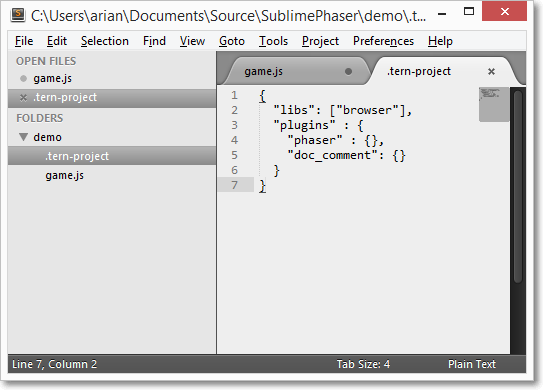 C:\Users\arian\Documents\Source\SublimePhaser\demo\.t...
File Edit Selection Find View Goto Tools Project Preferences Help
OPEN FILES
game.js
.tern-project
FOLDERS
demo
.tern-project
game.js
game.js .tern-project
1 {
2 "libs": ["browser"],
3 "plugins" : {
4 "phaser" : {},
5 "doc_comment": {}
6 }
7 }
Line 7, Column 2 Tab Size: 4 Plain Text